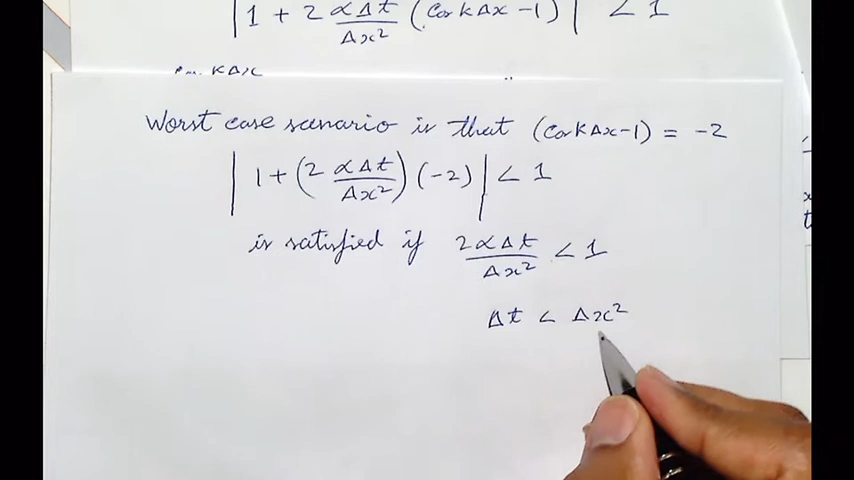 |1 + 2 αΔt/Δx² (Cos kΔx - 1)| < 1
Worst case scenario is that (Cos kΔx - 1) = -2
|1 + (2 αΔt/Δx²)(-2)| < 1
is satisfied if 2αΔt/Δx² < 1
Δt < Δx²